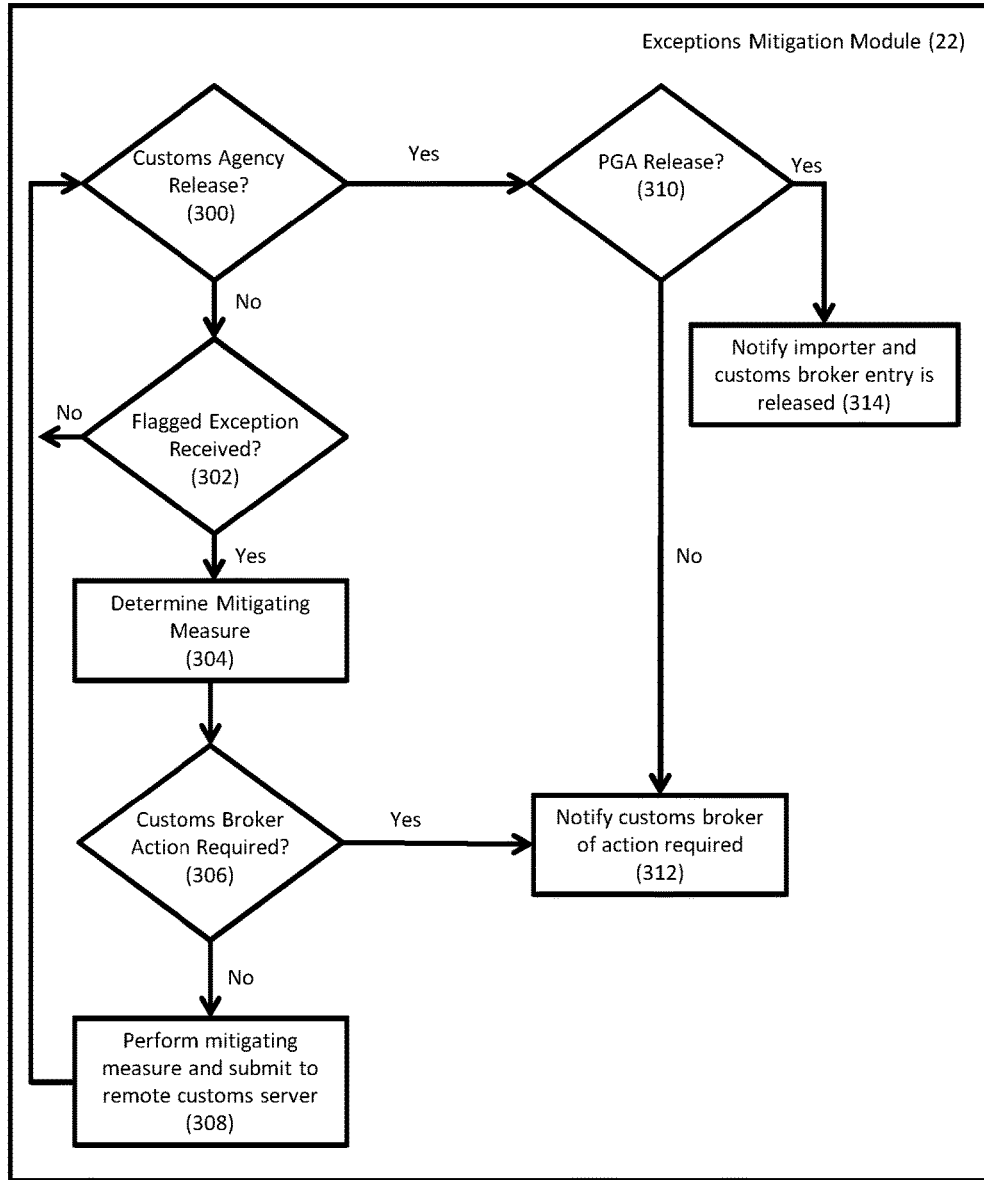 Exceptions Mitigation Module (22)
Customs Agency
Release?
(300)
Yes
PGA Release?
(310)
Yes
No
Notify importer and
customs broker entry is
released (314)
No
Flagged Exception
Received?
(302)
Yes
No
Determine Mitigating
Measure
(304)
Customs Broker
Action Required?
(306)
Yes
Notify customs broker
of action required
(312)
No
Perform mitigating
measure and submit to
remote customs server
(308)